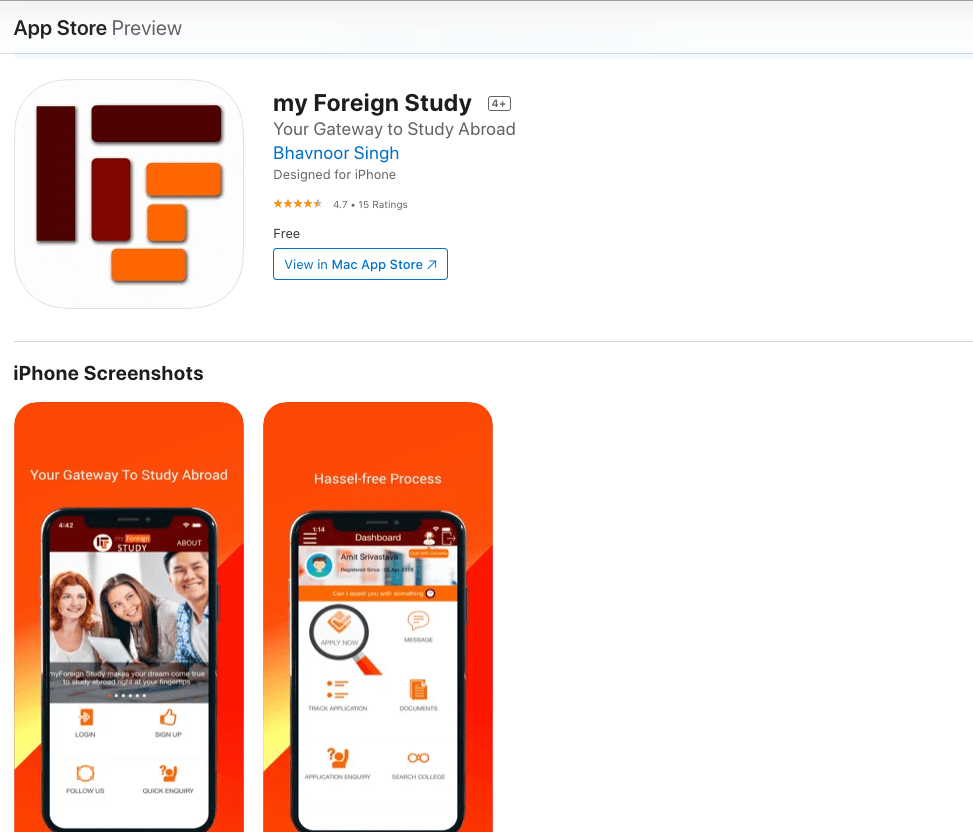 App Store Preview
my Foreign Study 4+
Your Gateway to Study Abroad
Bhavnoor Singh
Designed for iPhone
4.7 • 15 Ratings
Free
View in Mac App Store ↗
iPhone Screenshots
Your Gateway To Study Abroad
4:42
my Foreign
STUDY
ABOUT
myForeign Study makes your dream come true
to study abroad right at your fingertips
LOGIN
SIGN UP
FOLLOW US
QUICK ENQUIRY
Hassel-free Process
1:14
Dashboard
Amit Srivastava
Registered Since : Apr
Can I assist you with something
APPLY NOW
MESSAGE
TRACK APPLICATION
DOCUMENTS
APPLICATION ENQUIRY
SEARCH COLLEGE